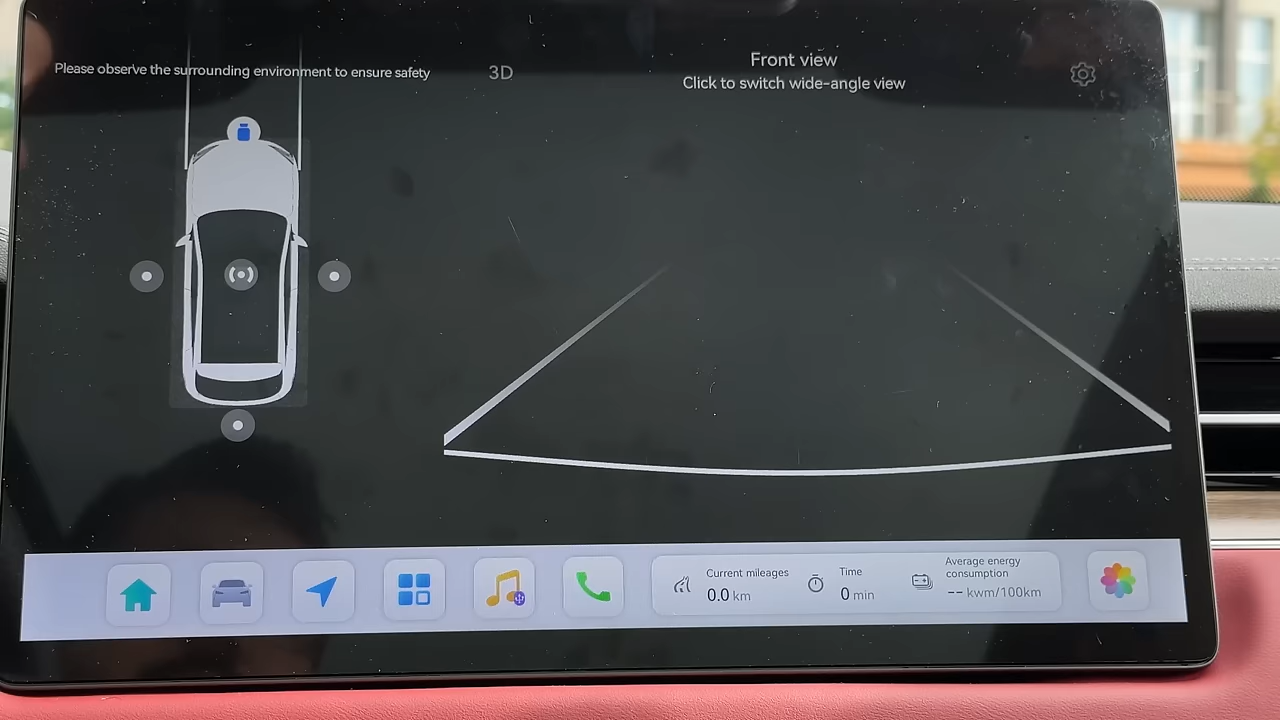 Please observe the surrounding environment to ensure safety
3D
Front view
Click to switch wide-angle view
Current mileages
0.0 km
Time
0 min
Average energy
consumption
-- kwm/100km